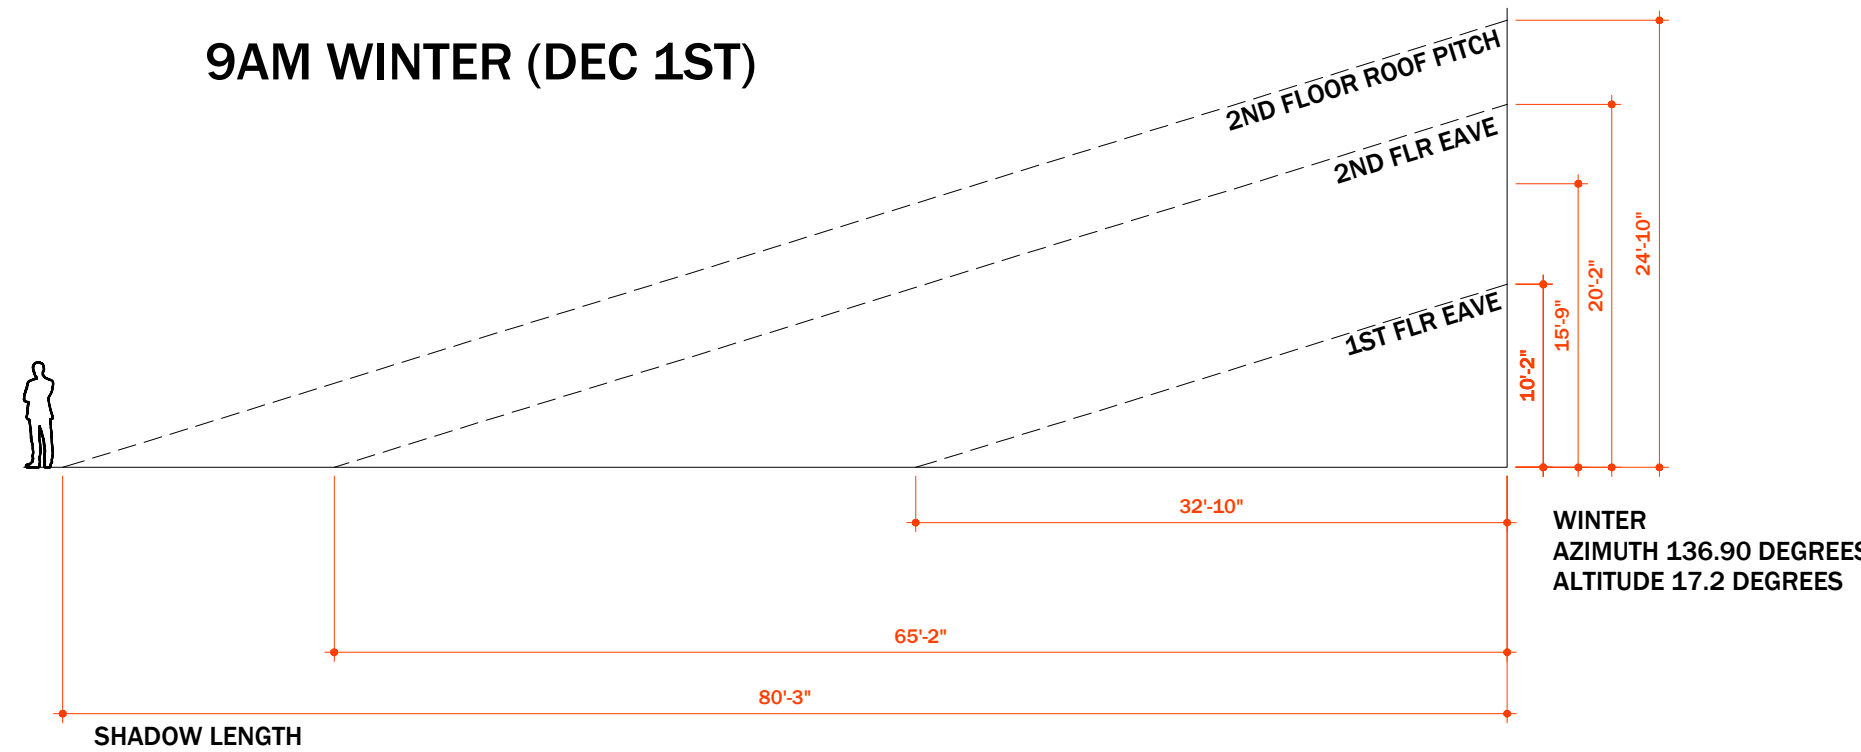 9AM WINTER (DEC 1ST)
2ND FLOOR ROOF PITCH
2ND FLR EAVE
1ST FLR EAVE
24'-10"
20'-2"
15'-9"
10'-2"
32'-10"
WINTER
AZIMUTH 136.90 DEGREES
ALTITUDE 17.2 DEGREES
65'-2"
80'-3"
SHADOW LENGTH